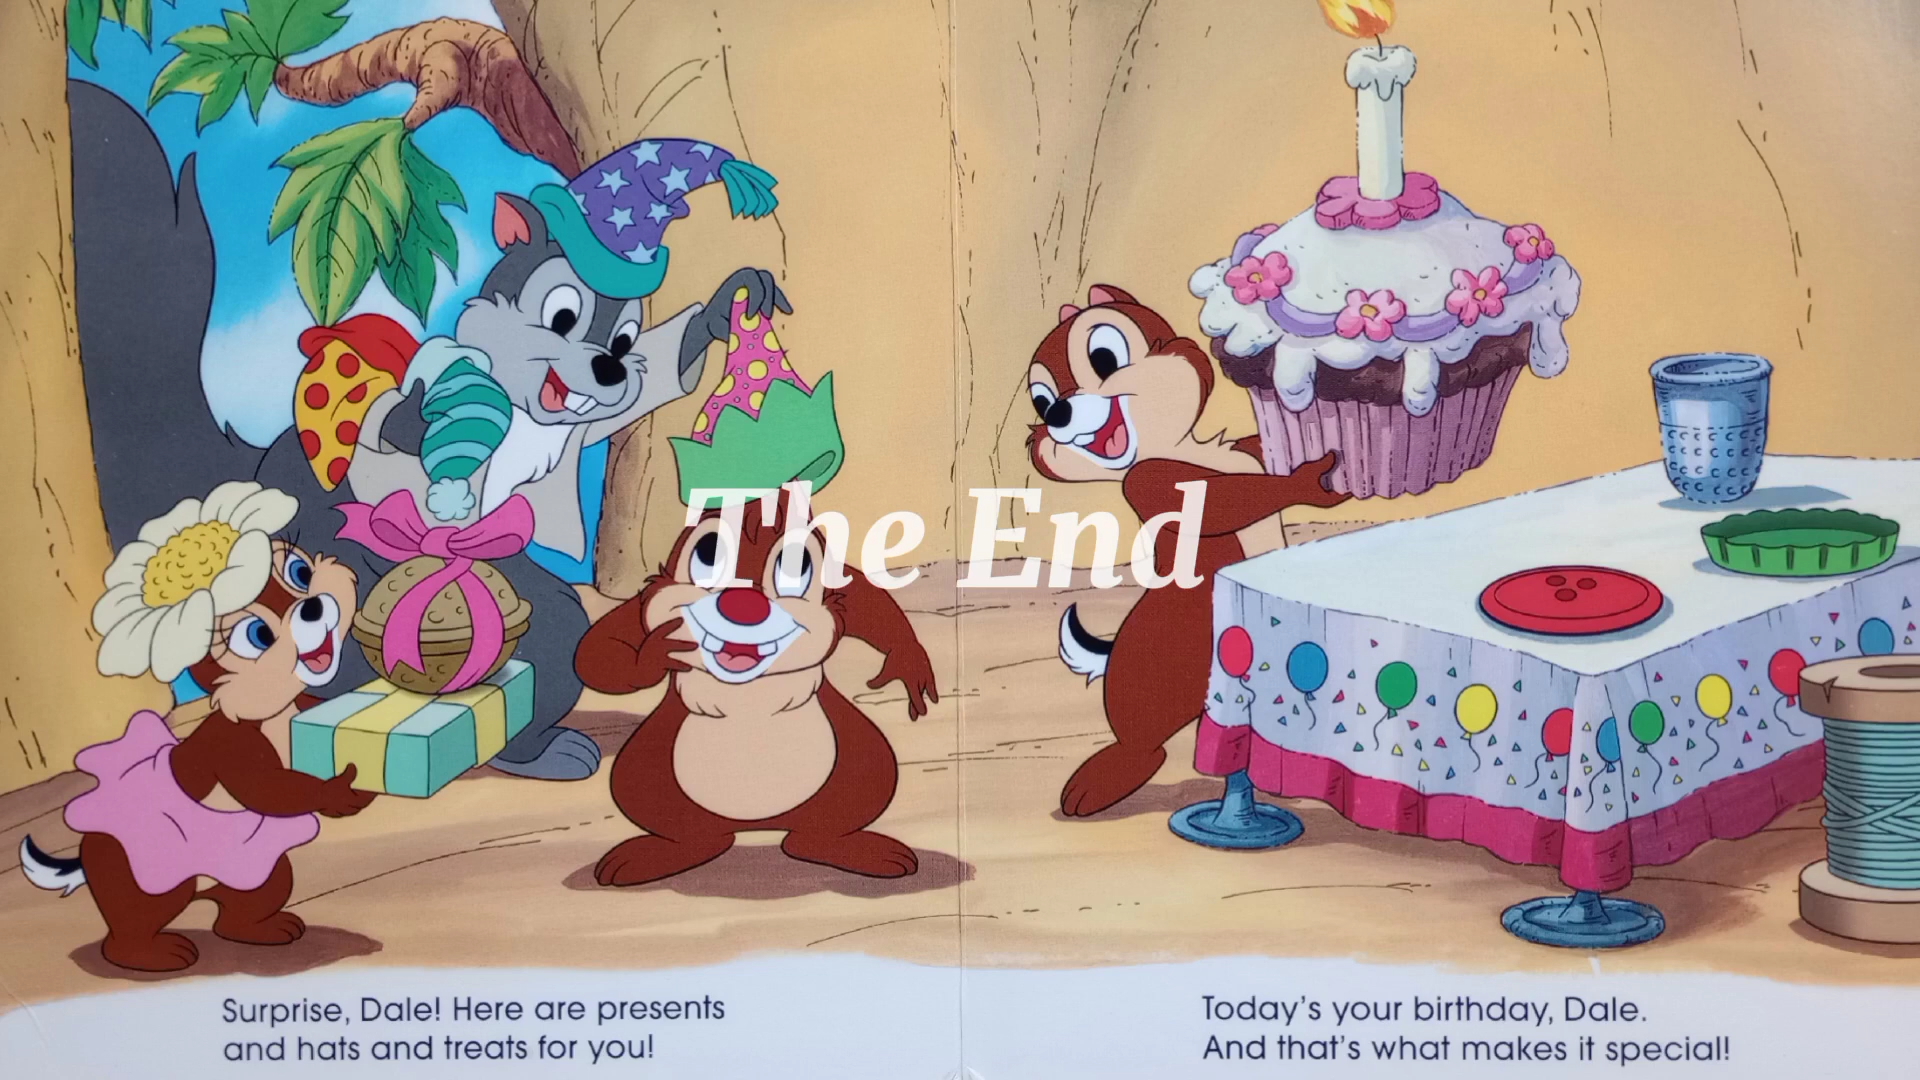 The End
Surprise, Dale! Here are presents
and hats and treats for you!
Today's your birthday, Dale.
And that's what makes it special!